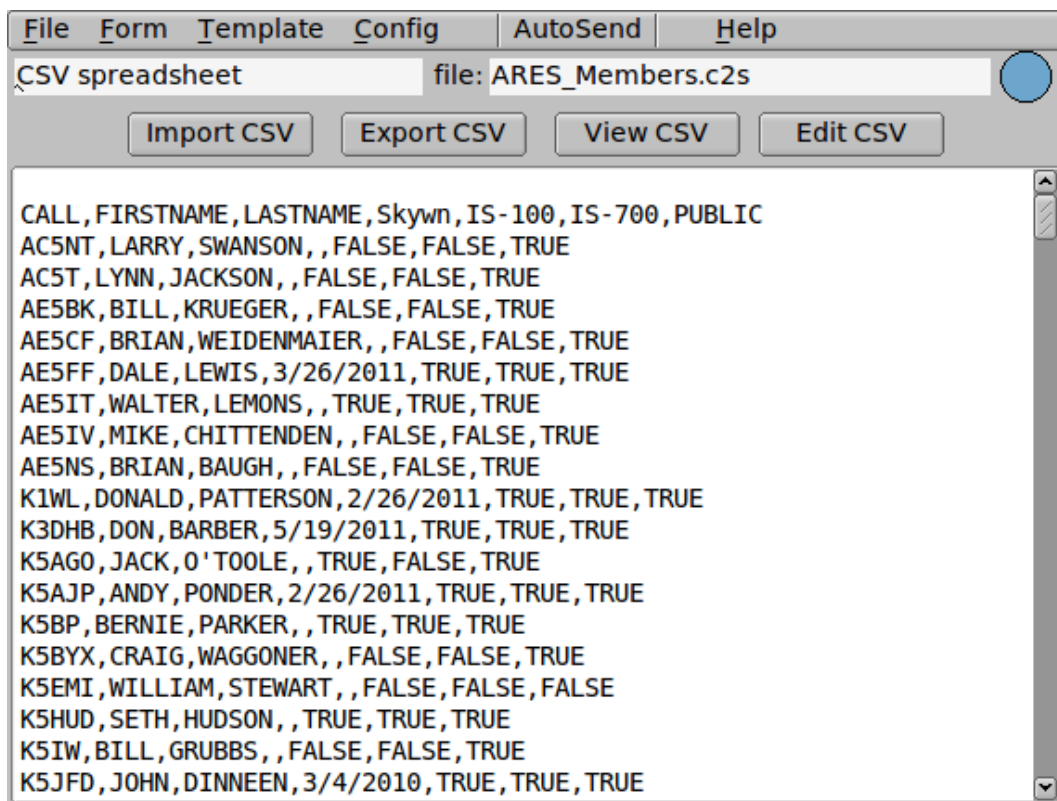 File Form Template Config AutoSend Help
CSV spreadsheet file: ARES_Members.c2s
Import CSV Export CSV View CSV Edit CSV
CALL,FIRSTNAME,LASTNAME,Skywn,IS-100,IS-700,PUBLIC
AC5NT,LARRY,SWANSON,,FALSE,FALSE,TRUE
AC5T,LYNN,JACKSON,,FALSE,FALSE,TRUE
AE5BK,BILL,KRUEGER,,FALSE,FALSE,TRUE
AE5CF,BRIAN,WEIDENMAIER,,FALSE,FALSE,TRUE
AE5FF,DALE,LEWIS,3/26/2011,TRUE,TRUE,TRUE
AE5IT,WALTER,LEMONS,,TRUE,TRUE,TRUE
AE5IV,MIKE,CHITTENDEN,,FALSE,FALSE,TRUE
AE5NS,BRIAN,BAUGH,,FALSE,FALSE,TRUE
K1WL,DONALD,PATTERSON,2/26/2011,TRUE,TRUE,TRUE
K3DHB,DON,BARBER,5/19/2011,TRUE,TRUE,TRUE
K5AGO,JACK,O'TOOLE,,TRUE,FALSE,TRUE
K5AJP,ANDY,PONDER,2/26/2011,TRUE,TRUE,TRUE
K5BP,BERNIE,PARKER,,TRUE,TRUE,TRUE
K5BYX,CRAIG,WAGGONER,,FALSE,FALSE,TRUE
K5EMI,WILLIAM,STEWART,,FALSE,FALSE,FALSE
K5HUD,SETH,HUDSON,,TRUE,TRUE,TRUE
K5IW,BILL,GRUBBS,,FALSE,FALSE,TRUE
K5JFD,JOHN,DINNEEN,3/4/2010,TRUE,TRUE,TRUE